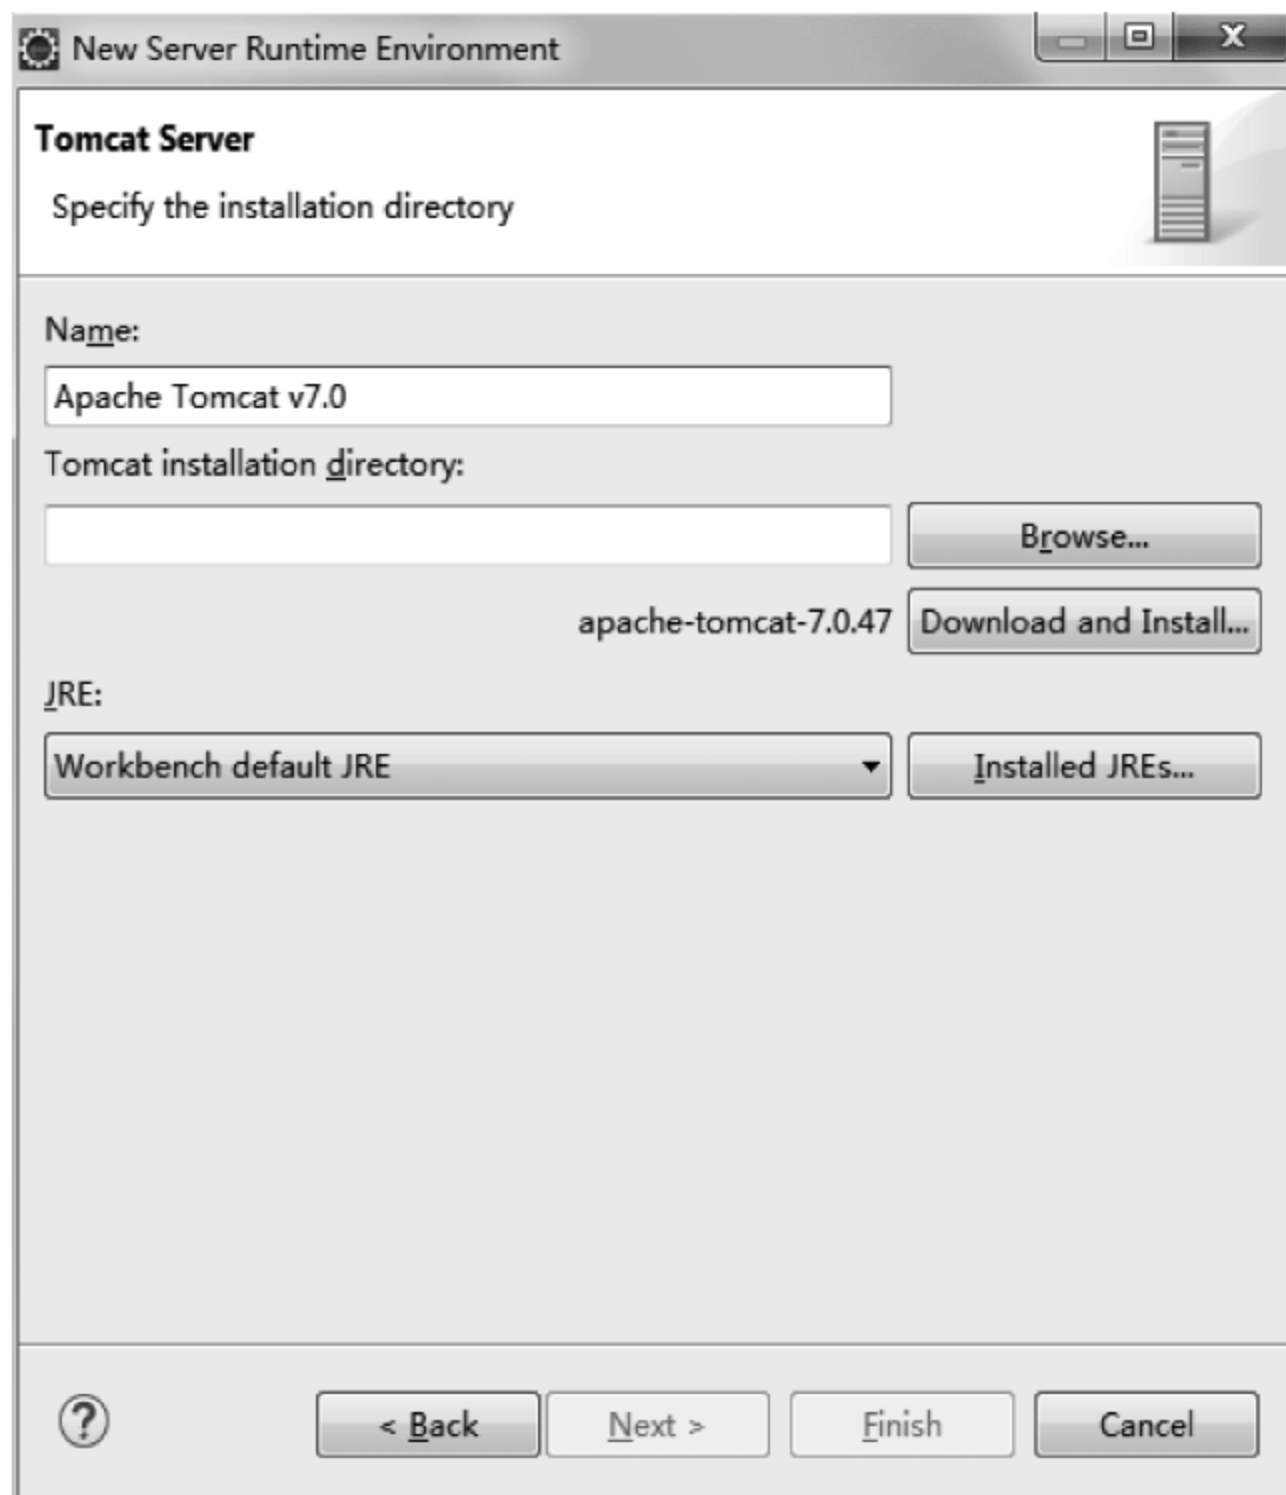 New Server Runtime Environment
Tomcat Server
Specify the installation directory
Name:
Apache Tomcat v7.0
Tomcat installation directory:
Browse...
apache-tomcat-7.0.47 Download and Install...
JRE:
Workbench default JRE Installed JREs...
? < Back Next > Finish Cancel